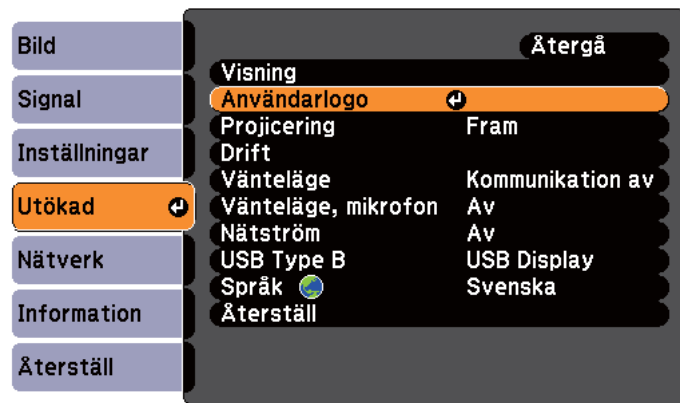 Bild
Signal
Inställningar
Utökad
Nätverk
Information
Återställ
Återgå
Visning
Användarlogo
Projicering Fram
Drift
Vänteläge Kommunikation av
Vänteläge, mikrofon Av
Nätström Av
USB Type B USB Display
Språk Svenska
Återställ